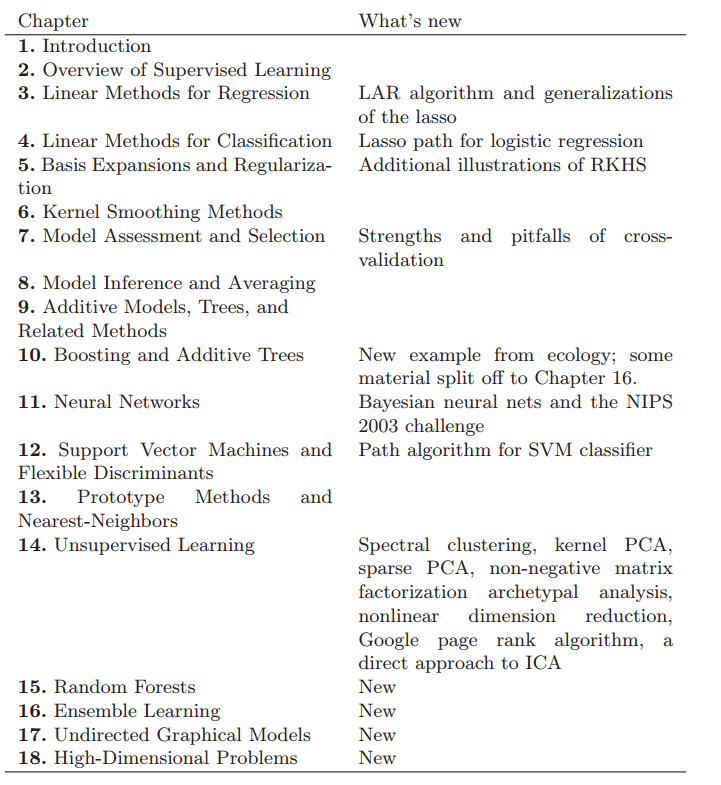 Chapter What's new
1. Introduction
2. Overview of Supervised Learning
3. Linear Methods for Regression LAR algorithm and generalizations
of the lasso
4. Linear Methods for Classification Lasso path for logistic regression
5. Basis Expansions and Regulariza- Additional illustrations of RKHS
tion
6. Kernel Smoothing Methods
7. Model Assessment and Selection Strengths and pitfalls of cross-
validation
8. Model Inference and Averaging
9. Additive Models, Trees, and
Related Methods
10. Boosting and Additive Trees New example from ecology; some
material split off to Chapter 16.
11. Neural Networks Bayesian neural nets and the NIPS
2003 challenge
12. Support Vector Machines and Path algorithm for SVM classifier
Flexible Discriminants
13. Prototype Methods and
Nearest-Neighbors
14. Unsupervised Learning Spectral clustering, kernel PCA,
sparse PCA, non-negative matrix
factorization archetypal analysis,
nonlinear dimension reduction,
Google page rank algorithm, a
direct approach to ICA
15. Random Forests New
16. Ensemble Learning New
17. Undirected Graphical Models New
18. High-Dimensional Problems New